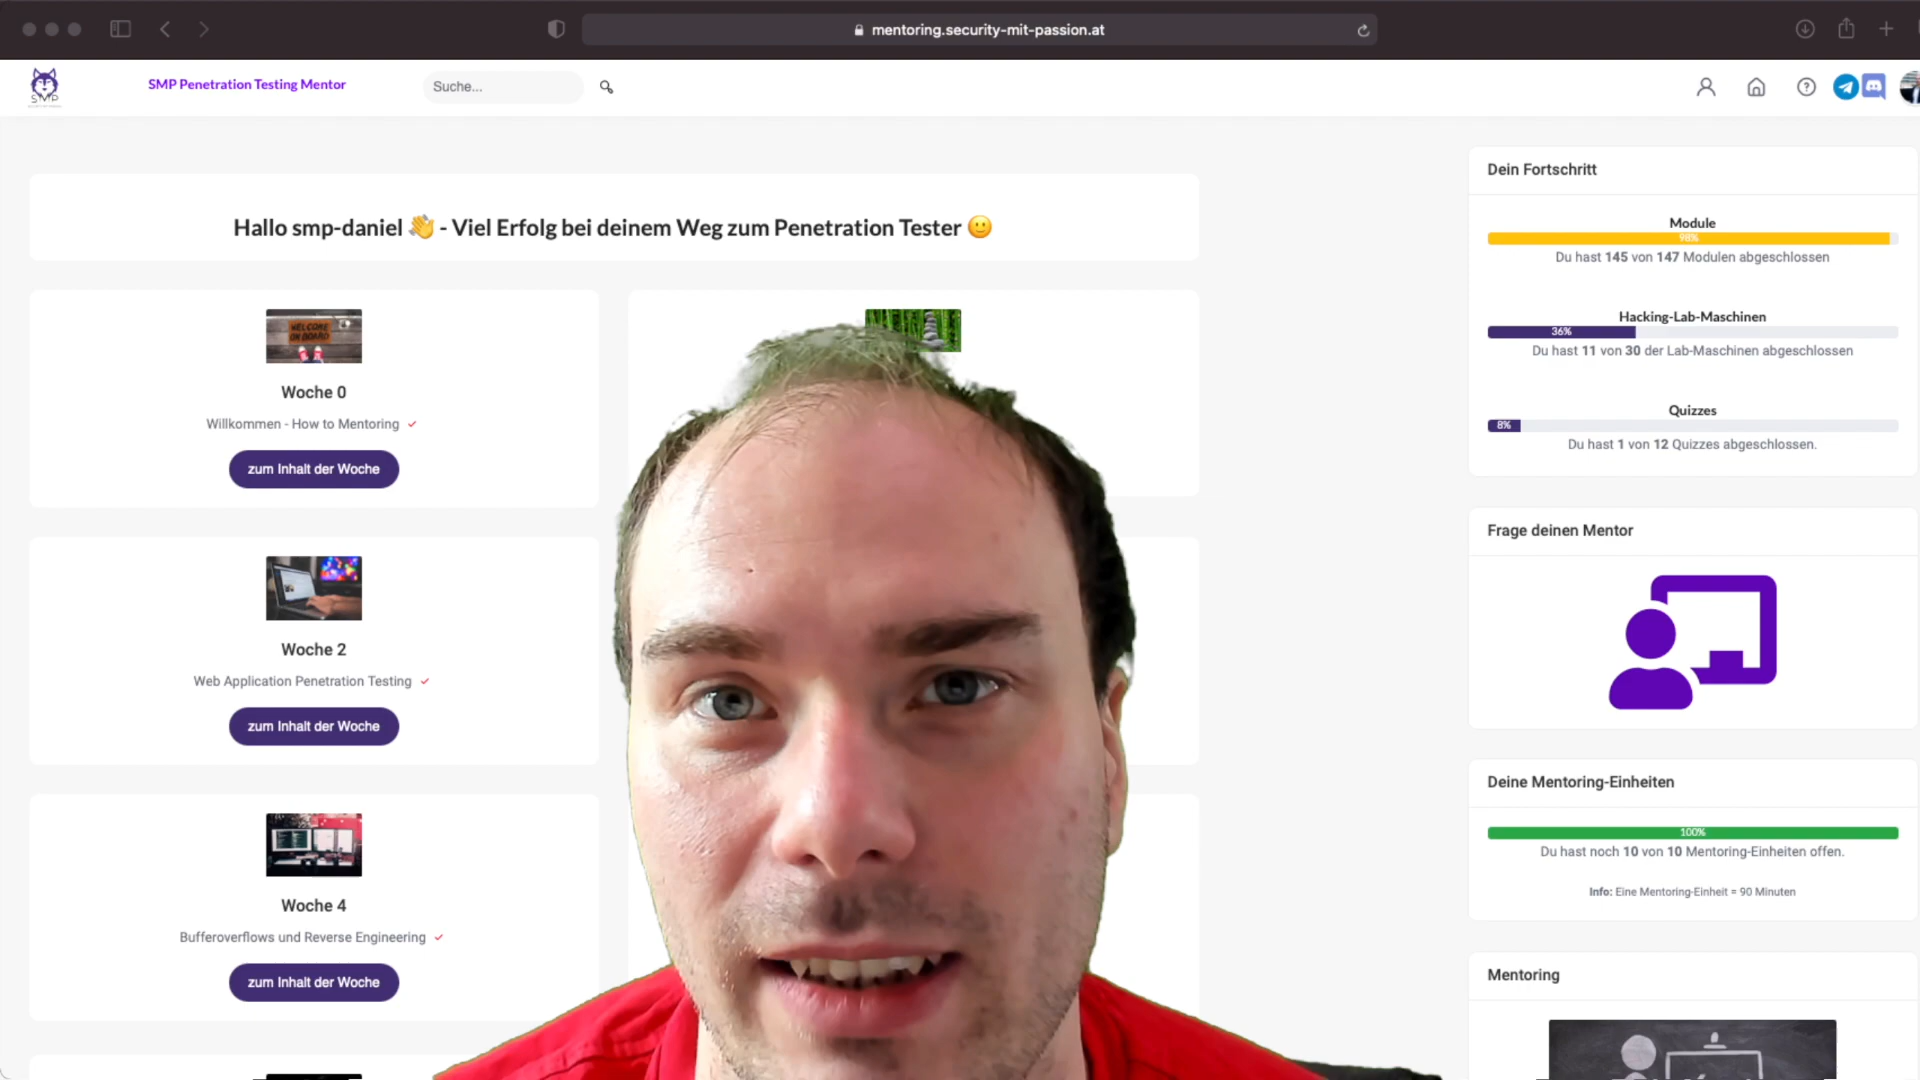 mentoring.security-mit-passion.at
SMP
SMP Penetration Testing Mentor
Suche...
Hallo smp-daniel 👋 - Viel Erfolg bei deinem Weg zum Penetration Tester 🙂
WELCOME
ON BOARD
Woche 0
Willkommen - How to Mentoring ✓
zum Inhalt der Woche
Woche 2
Web Application Penetration Testing ✓
zum Inhalt der Woche
Woche 4
Bufferoverflows und Reverse Engineering ✓
zum Inhalt der Woche
Dein Fortschritt
Module
98%
Du hast 145 von 147 Modulen abgeschlossen
Hacking-Lab-Maschinen
36%
Du hast 11 von 30 der Lab-Maschinen abgeschlossen
Quizzes
8%
Du hast 1 von 12 Quizzes abgeschlossen.
Frage deinen Mentor
Deine Mentoring-Einheiten
100%
Du hast noch 10 von 10 Mentoring-Einheiten offen.
Info: Eine Mentoring-Einheit = 90 Minuten
Mentoring